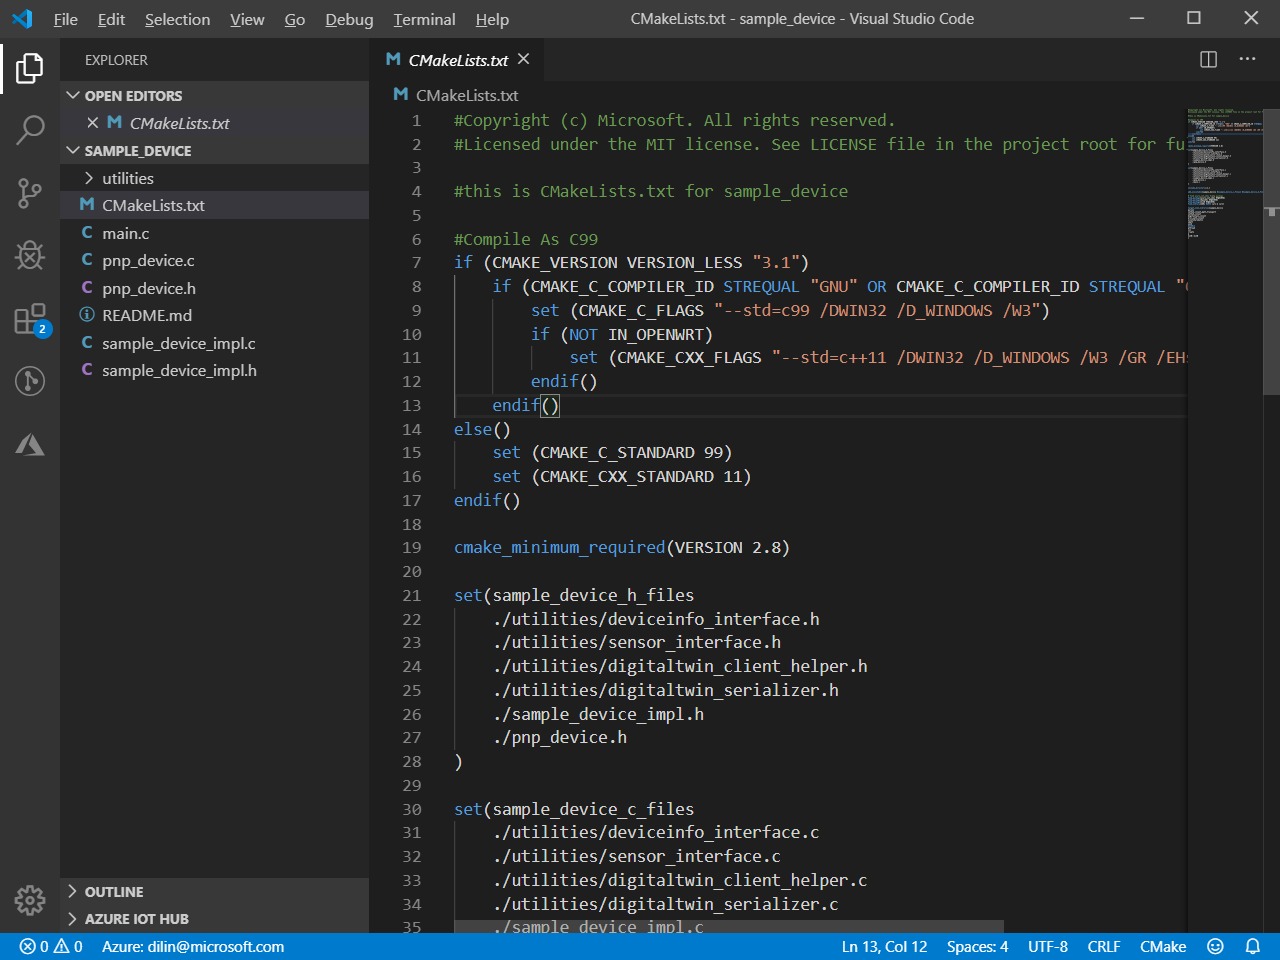 File Edit Selection View Go Debug Terminal Help
CMakeLists.txt - sample_device - Visual Studio Code
EXPLORER
OPEN EDITORS
M CMakeLists.txt
SAMPLE_DEVICE
utilities
M CMakeLists.txt
C main.c
C pnp_device.c
C pnp_device.h
README.md
C sample_device_impl.c
C sample_device_impl.h
2
OUTLINE
AZURE IOT HUB
M CMakeLists.txt
M CMakeLists.txt
1 #Copyright (c) Microsoft. All rights reserved.
2 #Licensed under the MIT license. See LICENSE file in the project root for fu
3
4 #this is CMakeLists.txt for sample_device
5
6 #Compile As C99
7 if (CMAKE_VERSION VERSION_LESS "3.1")
8 if (CMAKE_C_COMPILER_ID STREQUAL "GNU" OR CMAKE_C_COMPILER_ID STREQUAL "
9 set (CMAKE_C_FLAGS "--std=c99 /DWIN32 /D_WINDOWS /W3")
10 if (NOT IN_OPENWRT)
11 set (CMAKE_CXX_FLAGS "--std=c++11 /DWIN32 /D_WINDOWS /W3 /GR /EHs
12 endif()
13 endif()
14 else()
15 set (CMAKE_C_STANDARD 99)
16 set (CMAKE_CXX_STANDARD 11)
17 endif()
18
19 cmake_minimum_required(VERSION 2.8)
20
21 set(sample_device_h_files
22 ./utilities/deviceinfo_interface.h
23 ./utilities/sensor_interface.h
24 ./utilities/digitaltwin_client_helper.h
25 ./utilities/digitaltwin_serializer.h
26 ./sample_device_impl.h
27 ./pnp_device.h
28 )
29
30 set(sample_device_c_files
31 ./utilities/deviceinfo_interface.c
32 ./utilities/sensor_interface.c
33 ./utilities/digitaltwin_client_helper.c
34 ./utilities/digitaltwin_serializer.c
35 ./sample_device_impl.c
0 0 Azure: dilin@microsoft.com Ln 13, Col 12 Spaces: 4 UTF-8 CRLF CMake